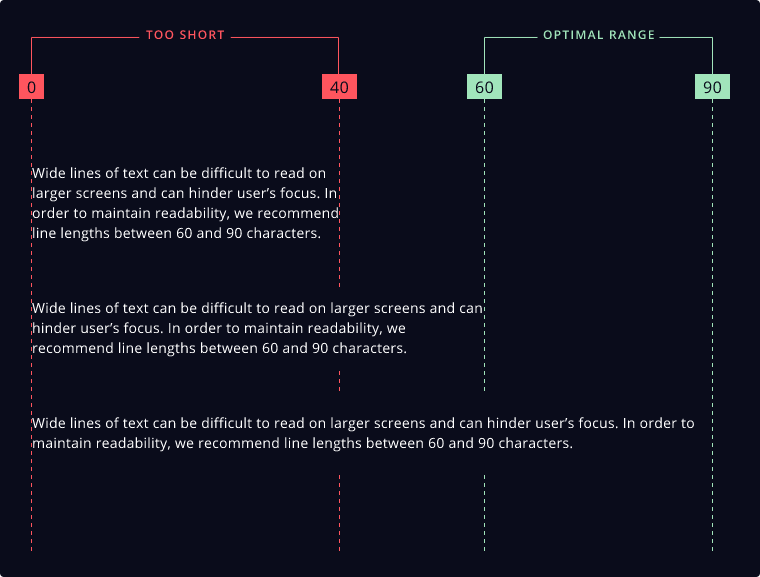 TOO SHORT
OPTIMAL RANGE
0
40
60
90
Wide lines of text can be difficult to read on
larger screens and can hinder user’s focus. In
order to maintain readability, we recommend
line lengths between 60 and 90 characters.
Wide lines of text can be difficult to read on larger screens and can
hinder user’s focus. In order to maintain readability, we
recommend line lengths between 60 and 90 characters.
Wide lines of text can be difficult to read on larger screens and can hinder user’s focus. In order to
maintain readability, we recommend line lengths between 60 and 90 characters.